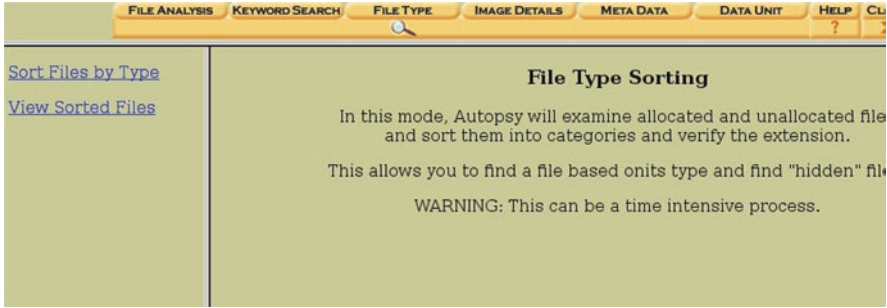 FILE ANALYSIS KEYWORD SEARCH FILE TYPE IMAGE DETAILS META DATA DATA UNIT HELP CL
?
Sort Files by Type
View Sorted Files
File Type Sorting
In this mode, Autopsy will examine allocated and unallocated file
and sort them into categories and verify the extension.
This allows you to find a file based onits type and find "hidden" file
WARNING: This can be a time intensive process.